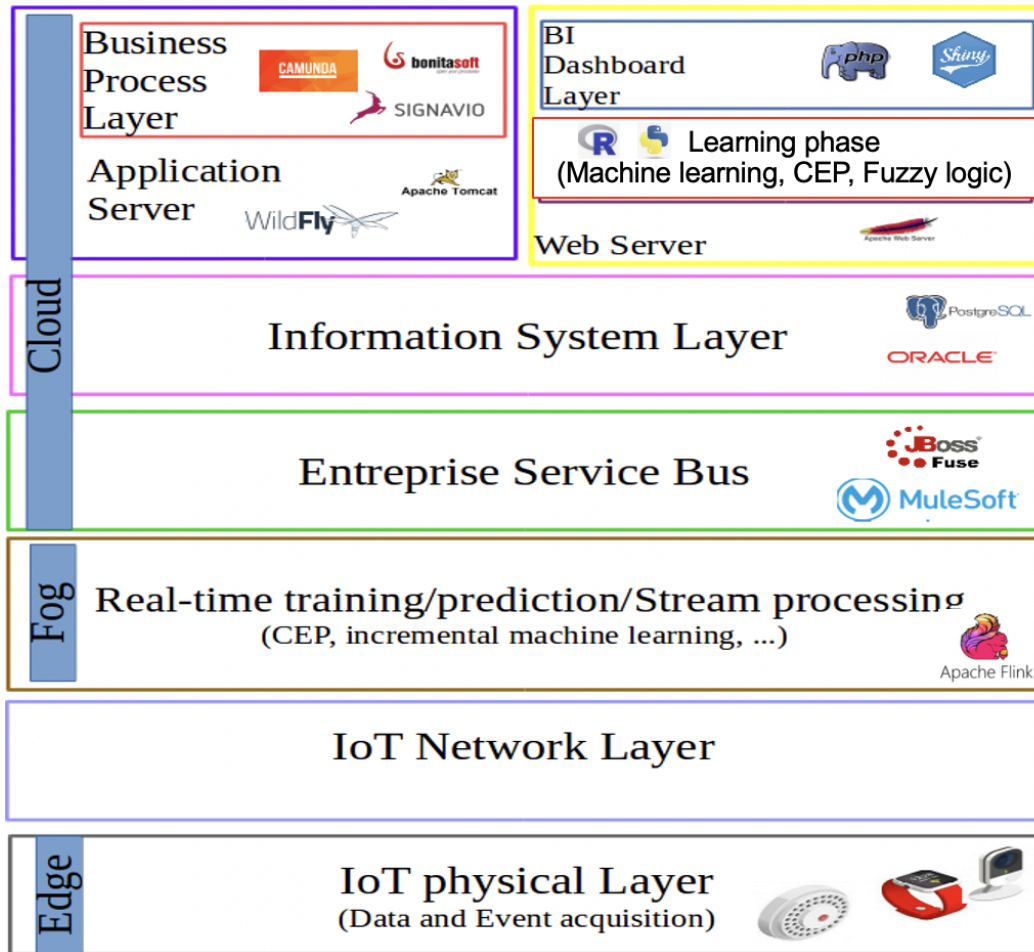 Cloud
Business
Process
Layer
CAMUNDA
bonitasoft
open your processes
SIGNAVIO
Application
Server
Apache Tomcat
WildFly
BI
Dashboard
Layer
php
Shiny
R
Learning phase
(Machine learning, CEP, Fuzzy logic)
Web Server
Apache Web Server
Information System Layer
PostgreSQL
ORACLE
Entreprise Service Bus
JBoss
Fuse
MuleSoft
Fog
Real-time training/prediction/Stream processing
(CEP, incremental machine learning, ...)
Apache Flink
IoT Network Layer
Edge
IoT physical Layer
(Data and Event acquisition)